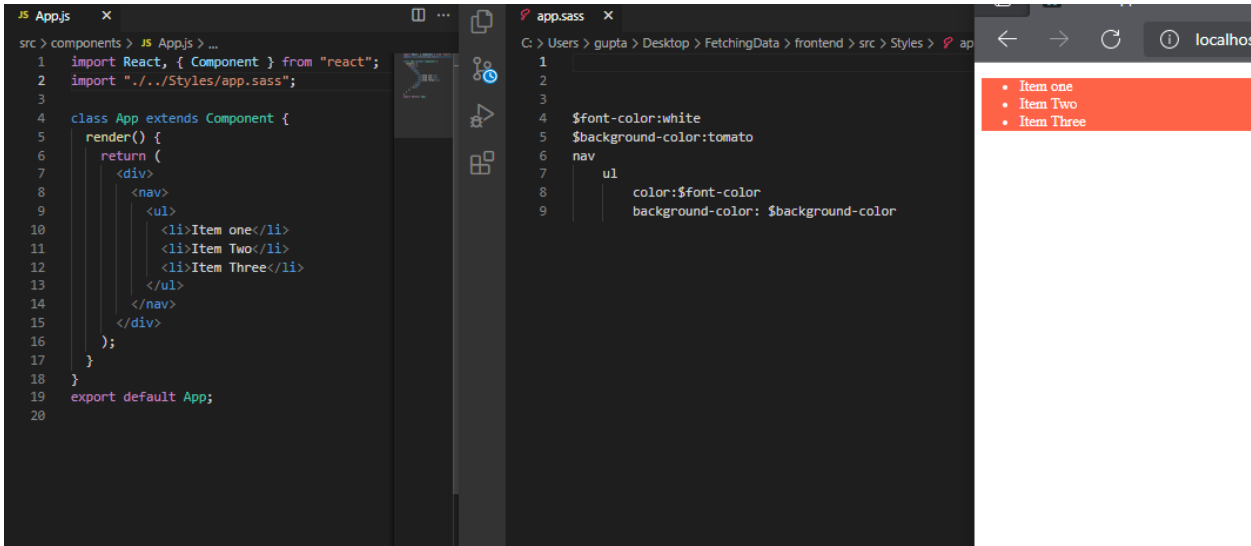 App.js
src > components > JS App.js > ...
1 import React, { Component } from "react";
2 import "./../Styles/app.sass";
3
4 class App extends Component {
5 render() {
6 return (
7 <div>
8 <nav>
9 <ul>
10 <li>Item one</li>
11 <li>Item Two</li>
12 <li>Item Three</li>
13 </ul>
14 </nav>
15 </div>
16 );
17 }
18 }
19 export default App;
20
app.sass
C: > Users > gupta > Desktop > FetchingData > frontend > src > Styles > ap
1
2
3
4 $font-color:white
5 $background-color:tomato
6 nav
7 ul
8 color:$font-color
9 background-color: $background-color
localhos
Item one
Item Two
Item Three